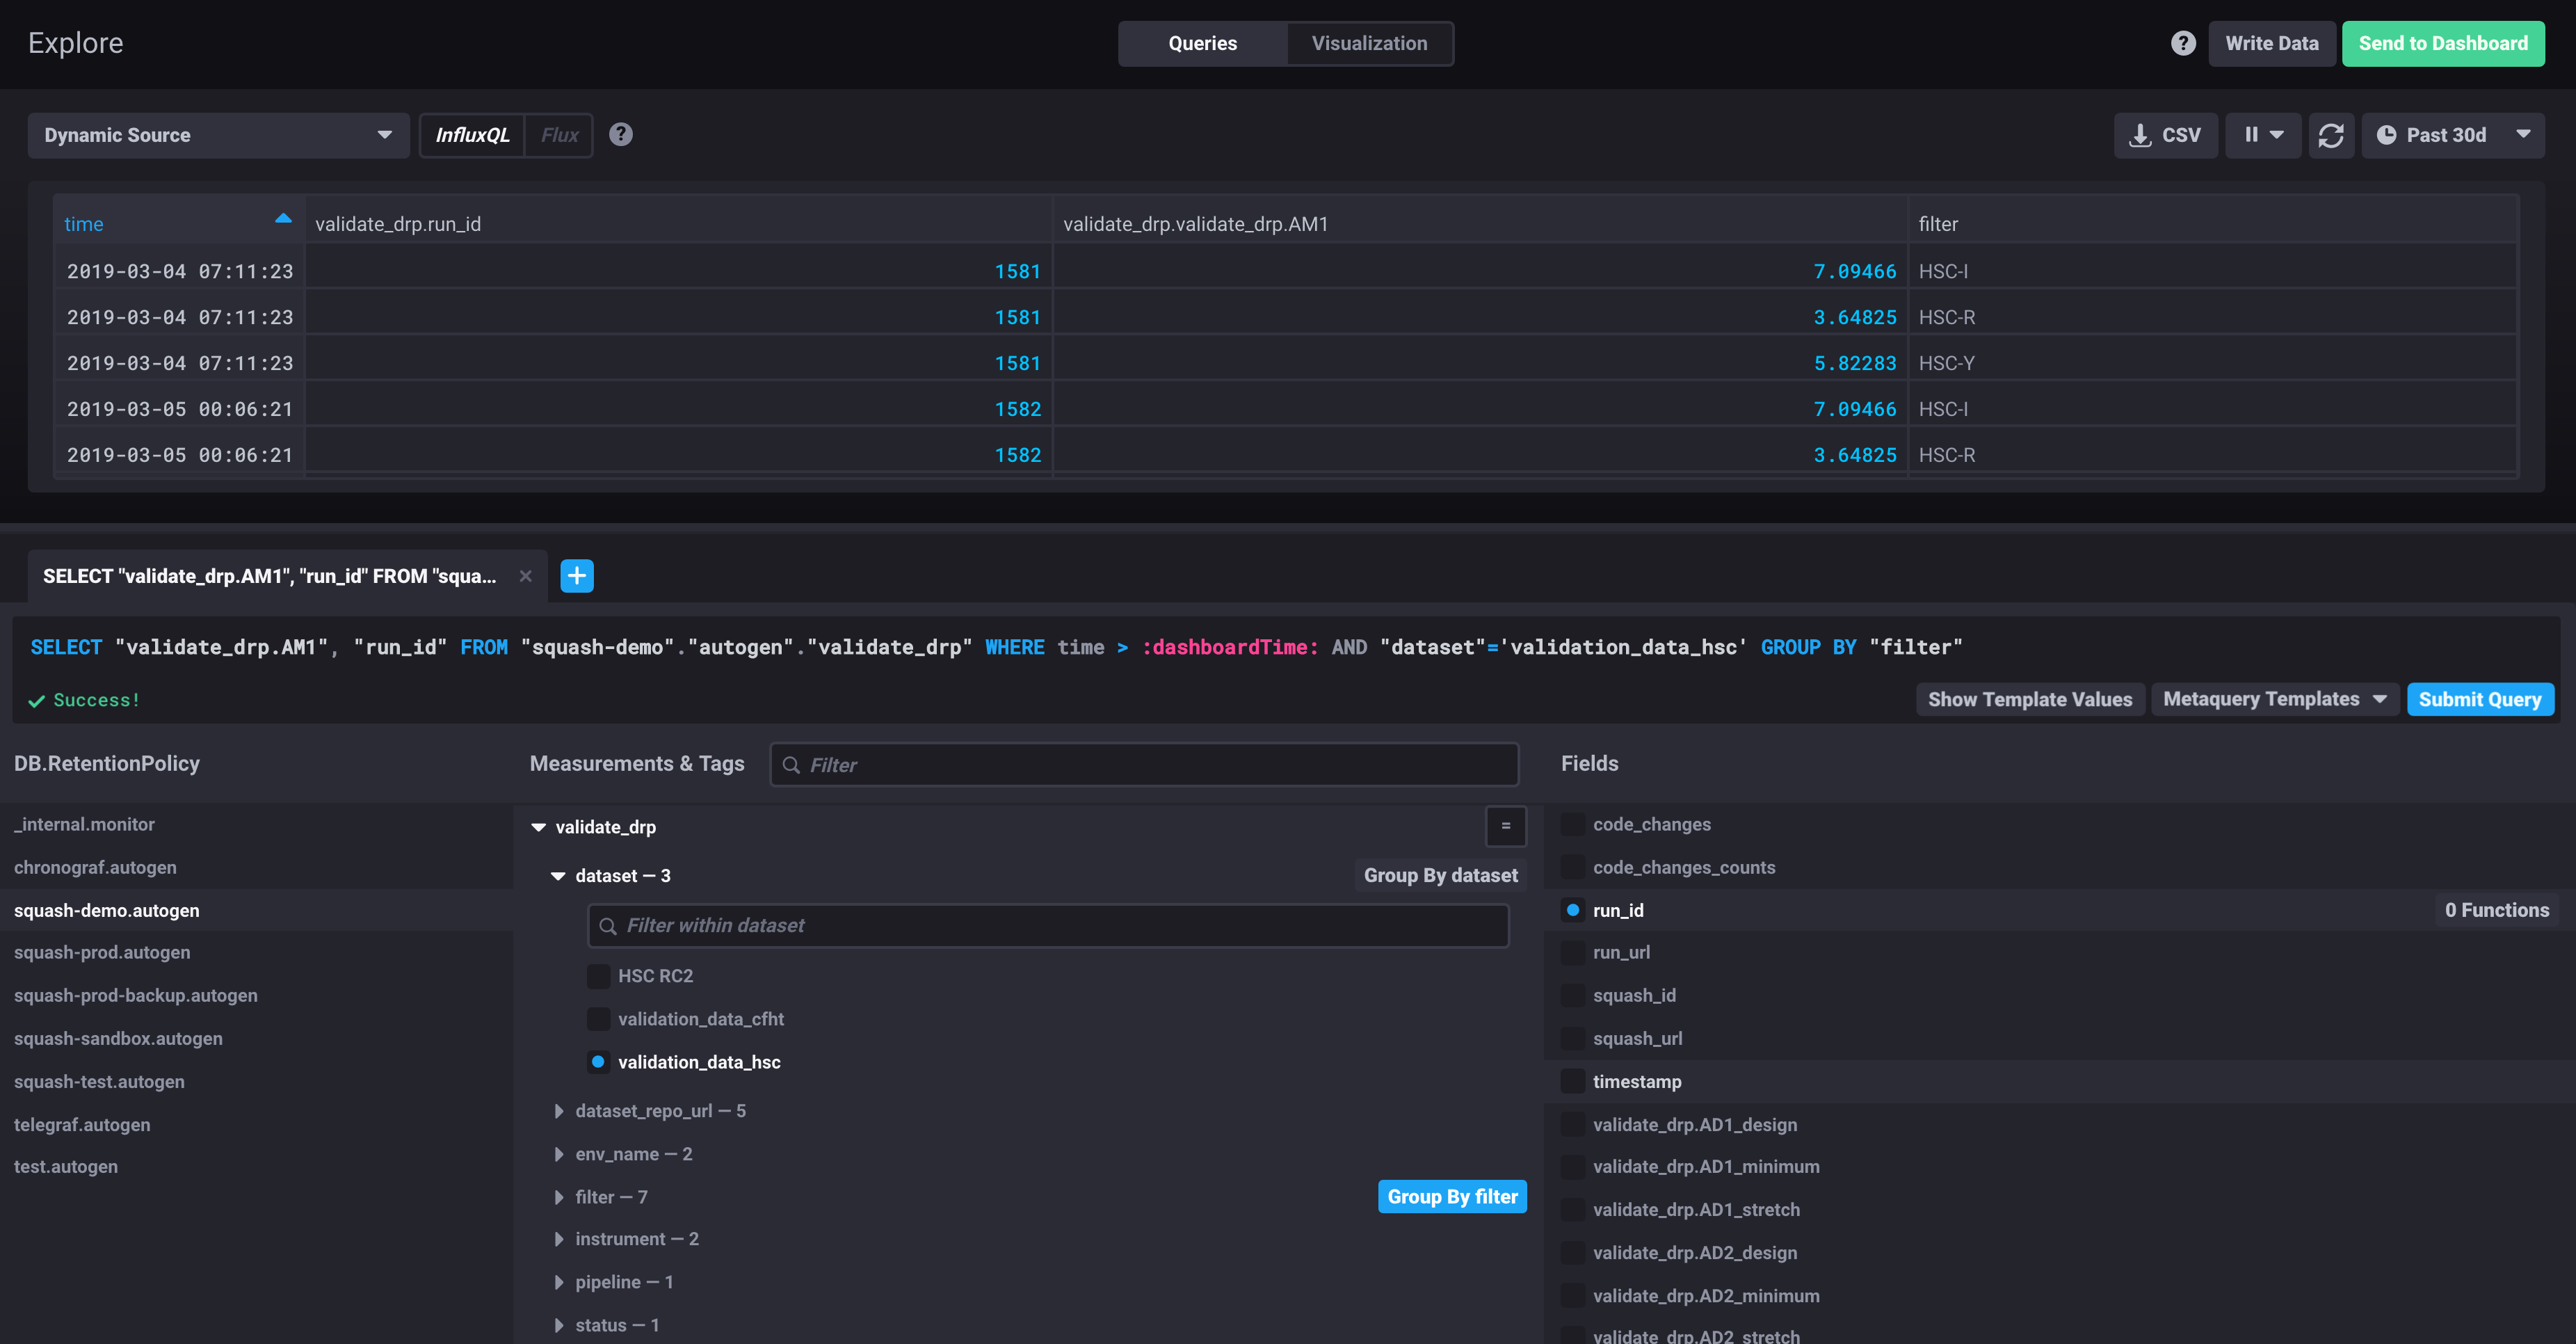 Explore
Queries
Visualization
?
Write Data
Send to Dashboard
Dynamic Source
InfluxQL
Flux
?
CSV
Past 30d
time validate_drp.run_id validate_drp.validate_drp.AM1 filter
2019-03-04 07:11:23 1581 7.09466 HSC-I
2019-03-04 07:11:23 1581 3.64825 HSC-R
2019-03-04 07:11:23 1581 5.82283 HSC-Y
2019-03-05 00:06:21 1582 7.09466 HSC-I
2019-03-05 00:06:21 1582 3.64825 HSC-R
SELECT "validate_drp.AM1", "run_id" FROM "squa...
SELECT "validate_drp.AM1", "run_id" FROM "squash-demo"."autogen"."validate_drp" WHERE time > :dashboardTime: AND "dataset"='validation_data_hsc' GROUP BY "filter"
Success!
Show Template Values
Metaquery Templates
Submit Query
DB.RetentionPolicy
_internal.monitor
chronograf.autogen
squash-demo.autogen
squash-prod.autogen
squash-prod-backup.autogen
squash-sandbox.autogen
squash-test.autogen
telegraf.autogen
test.autogen
Measurements & Tags
Filter
validate_drp
=
dataset — 3
Group By dataset
Filter within dataset
HSC RC2
validation_data_cfht
validation_data_hsc
dataset_repo_url — 5
env_name — 2
filter — 7
Group By filter
instrument — 2
pipeline — 1
status — 1
Fields
code_changes
code_changes_counts
run_id
0 Functions
run_url
squash_id
squash_url
timestamp
validate_drp.AD1_design
validate_drp.AD1_minimum
validate_drp.AD1_stretch
validate_drp.AD2_design
validate_drp.AD2_minimum
validate_drp.AD2_stretch